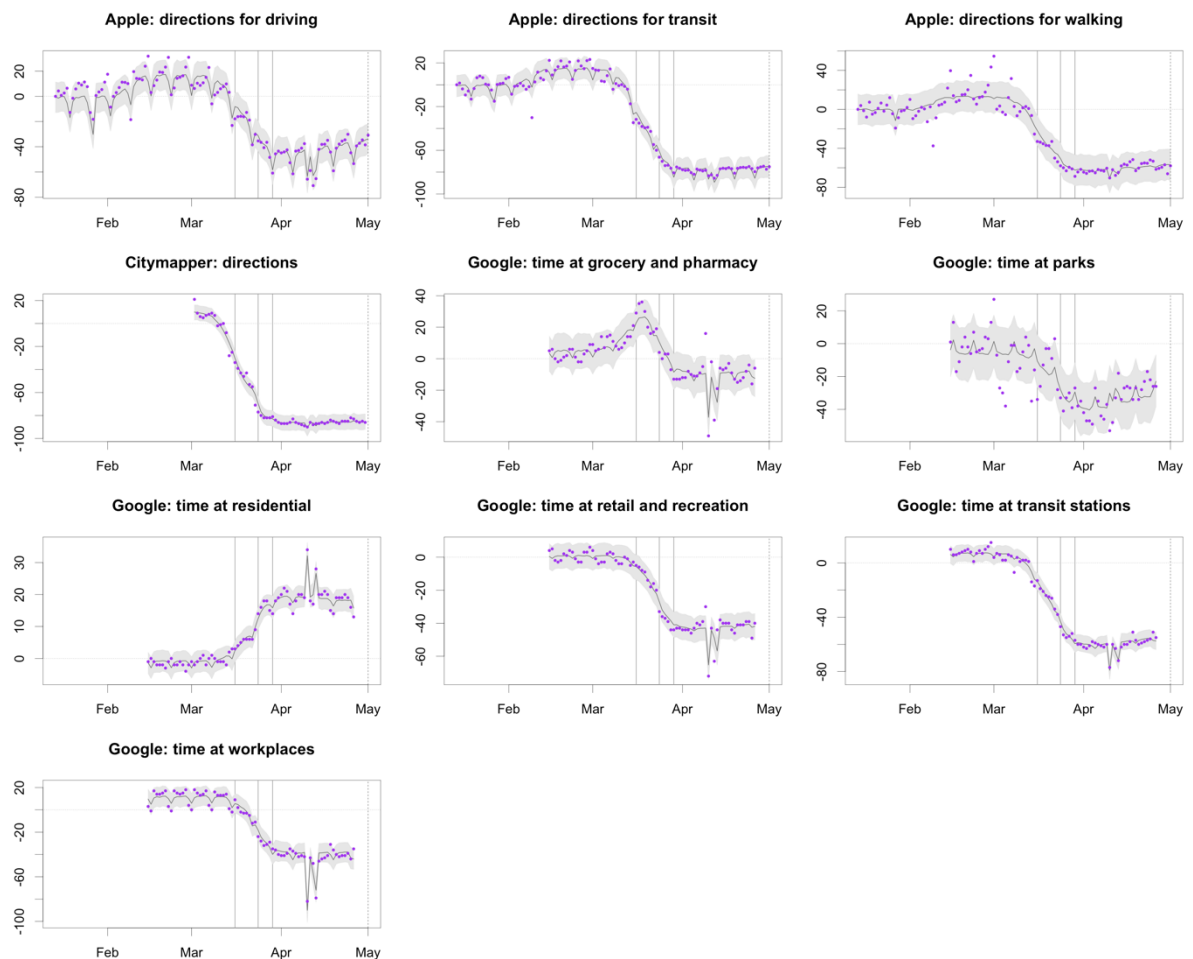 Apple: directions for driving
Apple: directions for transit
Apple: directions for walking
20
0
-40
-80
Feb
Mar
Apr
May
20
0
-40
-100
Feb
Mar
Apr
May
40
0
-40
-80
Feb
Mar
Apr
May
Citymapper: directions
Google: time at grocery and pharmacy
Google: time at parks
20
-20
-60
-100
Feb
Mar
Apr
May
40
20
0
-20
-40
Feb
Mar
Apr
May
20
0
-20
-40
Feb
Mar
Apr
May
Google: time at residential
Google: time at retail and recreation
Google: time at transit stations
30
20
10
0
Feb
Mar
Apr
May
0
-20
-40
-60
Feb
Mar
Apr
May
0
-40
-80
Feb
Mar
Apr
May
Google: time at workplaces
20
-20
-60
-100
Feb
Mar
Apr
May